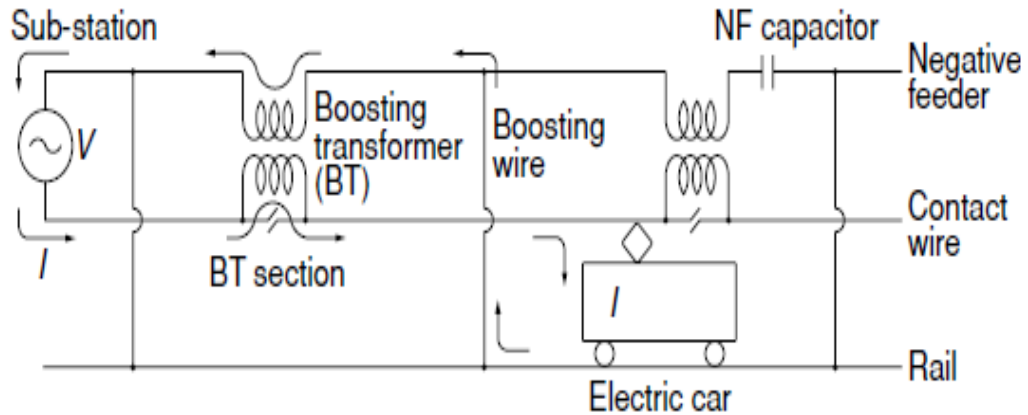 Sub-station
NF capacitor
Negative
feeder
V
Boosting
transformer
(BT)
Boosting
wire
Contact
wire
I
BT section
I
Rail
Electric car